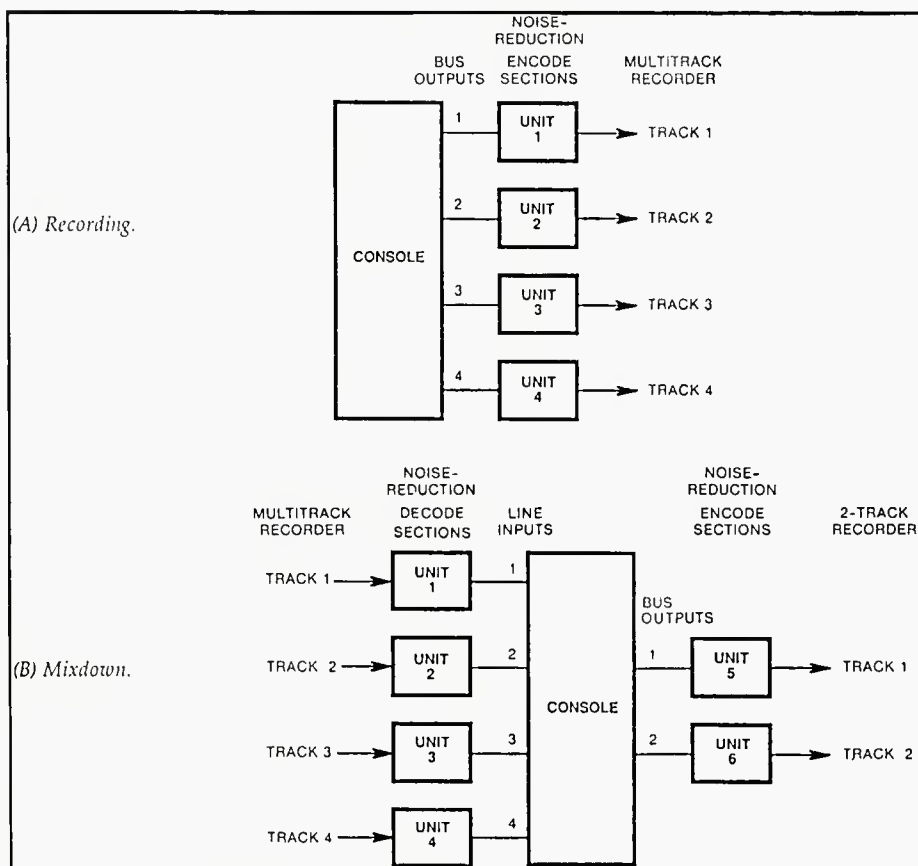 NOISE-
REDUCTION
BUS ENCODE MULTITRACK
OUTPUTS SECTIONS RECORDER
1 UNIT 1 TRACK 1
2 UNIT 2 TRACK 2
(A) Recording.
CONSOLE
3 UNIT 3 TRACK 3
4 UNIT 4 TRACK 4
NOISE- NOISE-
REDUCTION REDUCTION
MULTITRACK DECODE LINE ENCODE 2-TRACK
RECORDER SECTIONS INPUTS SECTIONS RECORDER
TRACK 1 UNIT 1 1
BUS
OUTPUTS
(B) Mixdown.
TRACK 2 UNIT 2 2 1 UNIT 5 TRACK 1
CONSOLE
TRACK 3 UNIT 3 3 2 UNIT 6 TRACK 2
TRACK 4 UNIT 4 4